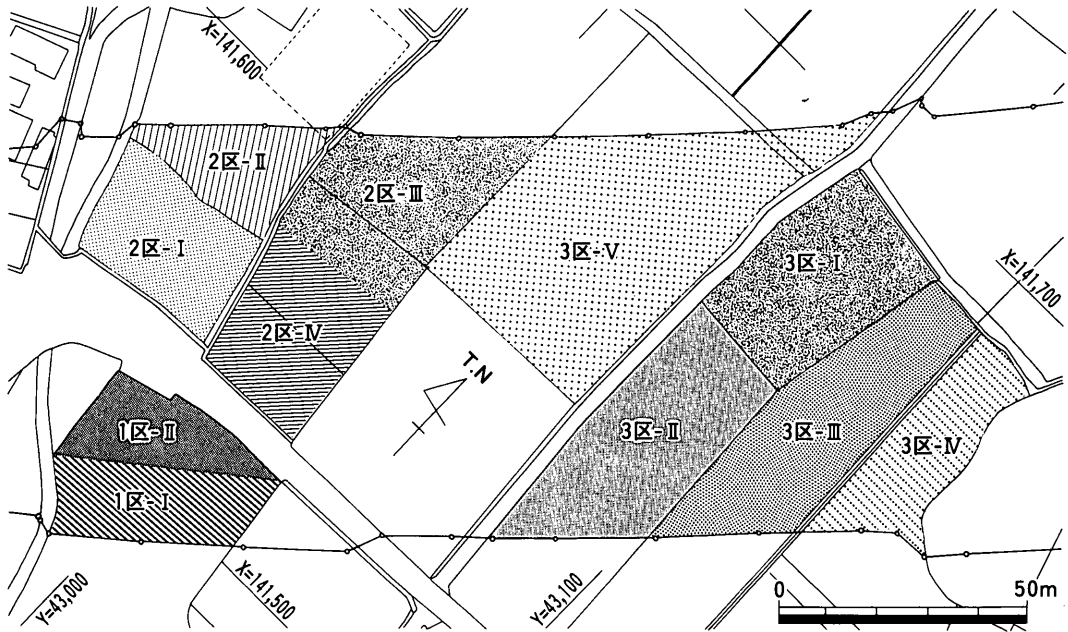 X=141,600
2区-Ⅱ
2区-Ⅲ
2区-Ⅰ
3区-Ⅴ
3区-Ⅰ
X=141,700
2区-Ⅳ
T.N
1区-Ⅱ
3区-Ⅱ
3区-Ⅲ
3区-Ⅳ
1区-Ⅰ
Y=43,000
X=141,500
Y=43,100
0
50m